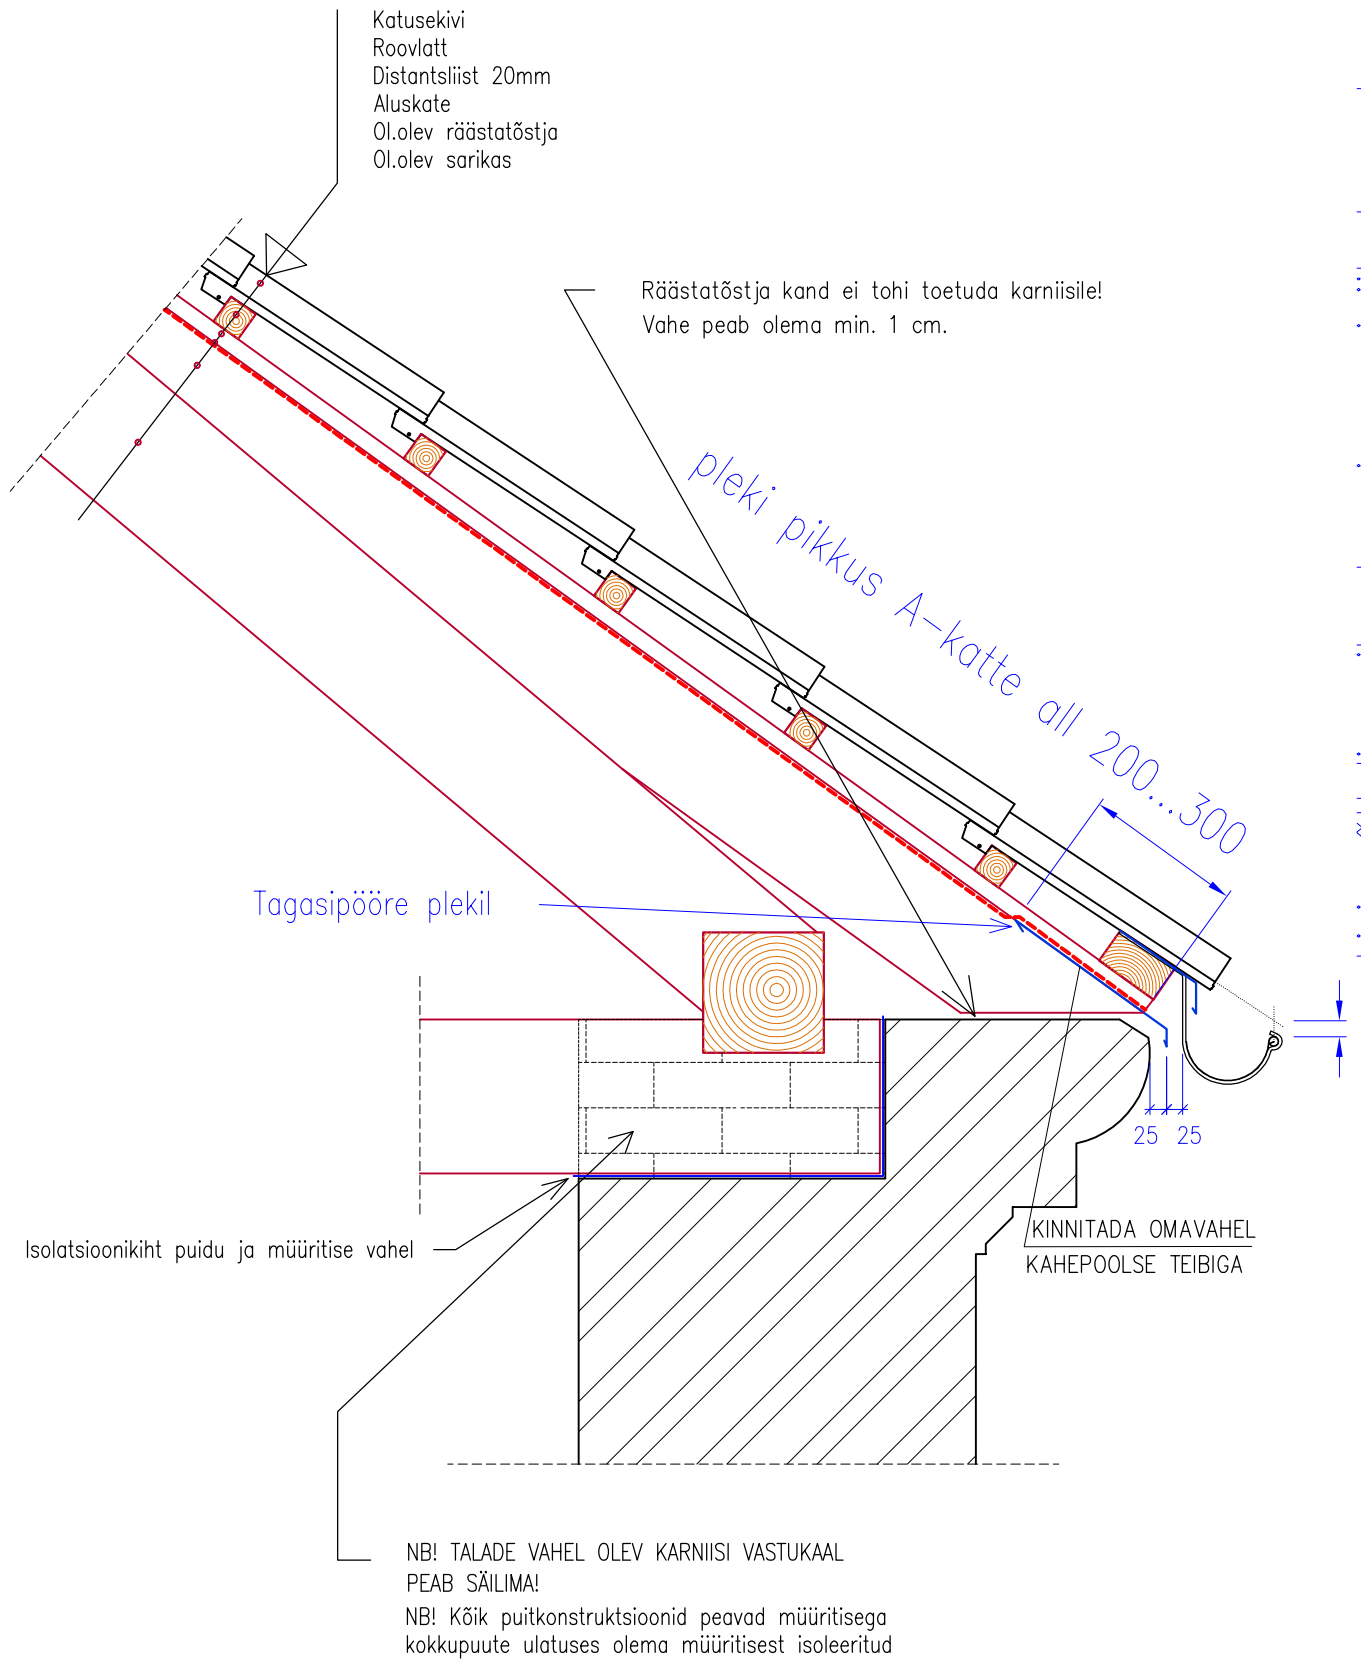 Katusekivi
Roovlatt
Distantsliist 20mm
Aluskate
Ol.olev räästatõstja
Ol.olev sarikas
Räästatõstja kand ei tohi toetuda karniisile!
Vahe peab olema min. 1 cm.
pleki pikkus A-katte all 200...300
Tagasipööre plekil
25 25
Isolatsioonikiht puidu ja müüritise vahel
KINNITADA OMAVAHEL
KAHEPOOLSE TEIBIGA
NB! TALADE VAHEL OLEV KARNIISI VASTUKAAL
PEAB SÄILIMA!
NB! Kõik puitkonstruktsioonid peavad müüritisega
kokkupuute ulatuses olema müüritisest isoleeritud